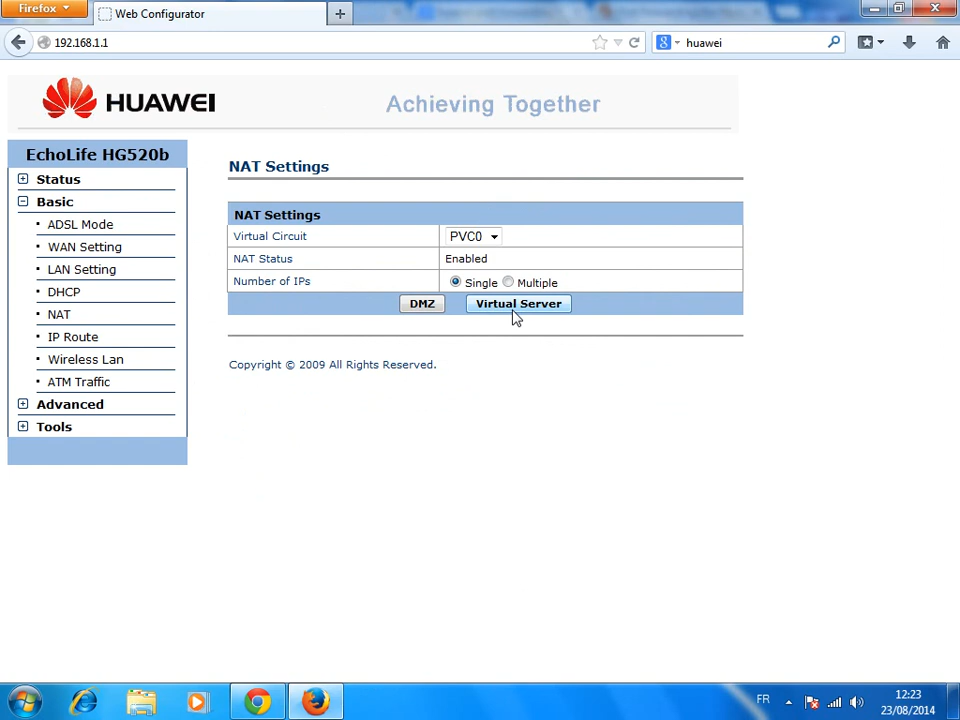 Firefox
Web Configurator
192.168.1.1
huawei
HUAWEI
Achieving Together
EchoLife HG520b
Status
Basic
ADSL Mode
WAN Setting
LAN Setting
DHCP
NAT
IP Route
Wireless Lan
ATM Traffic
Advanced
Tools
NAT Settings
NAT Settings
Virtual Circuit PVC0
NAT Status Enabled
Number of IPs Single Multiple
DMZ Virtual Server
Copyright © 2009 All Rights Reserved.
FR
12:23
23/08/2014